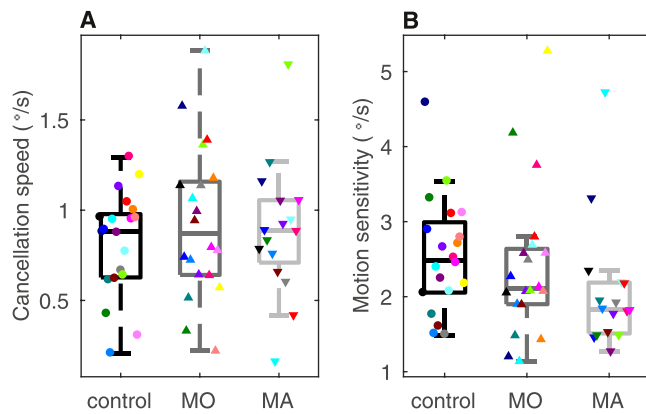 A
Cancellation speed (°/s)
1.5
1
0.5
control MO MA
B
Motion sensitivity (°/s)
5
4
3
2
1
control MO MA